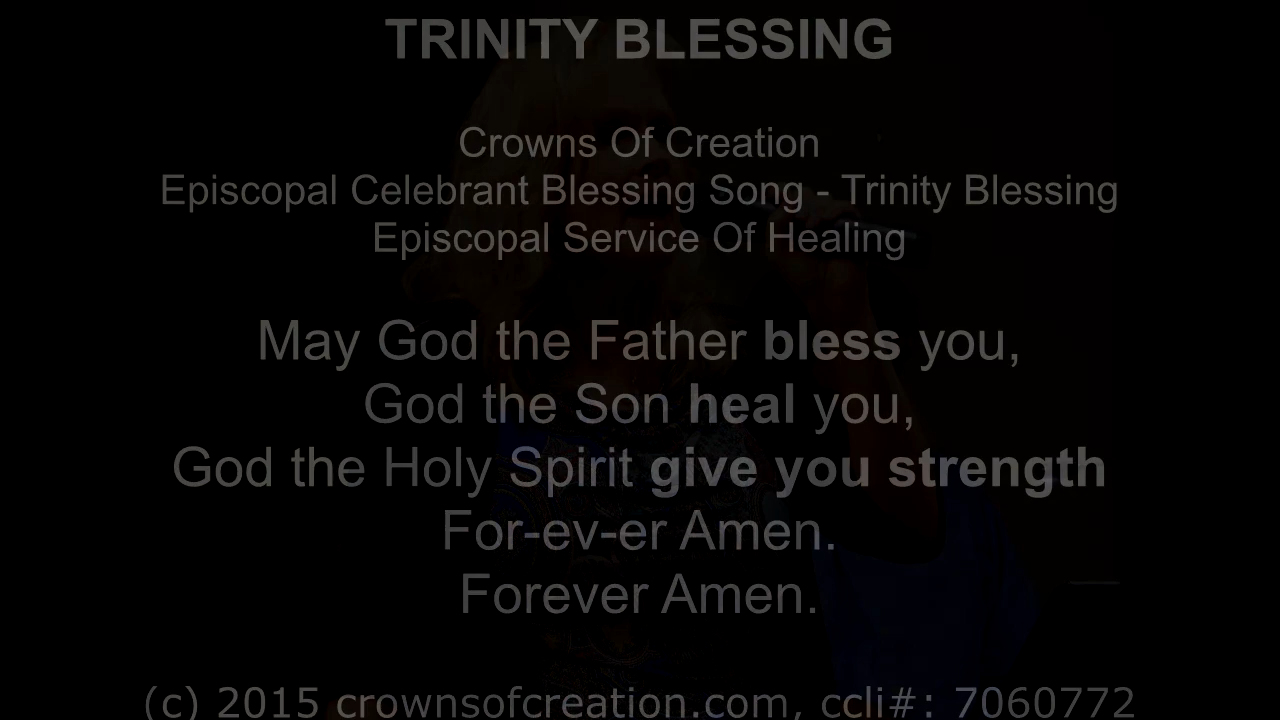 TRINITY BLESSING
Crowns Of Creation
Episcopal Celebrant Blessing Song - Trinity Blessing
Episcopal Service Of Healing
May God the Father bless you,
God the Son heal you,
God the Holy Spirit give you strength
For-ev-er Amen.
Forever Amen.
(c) 2015 crownsofcreation.com, ccli#: 7060772